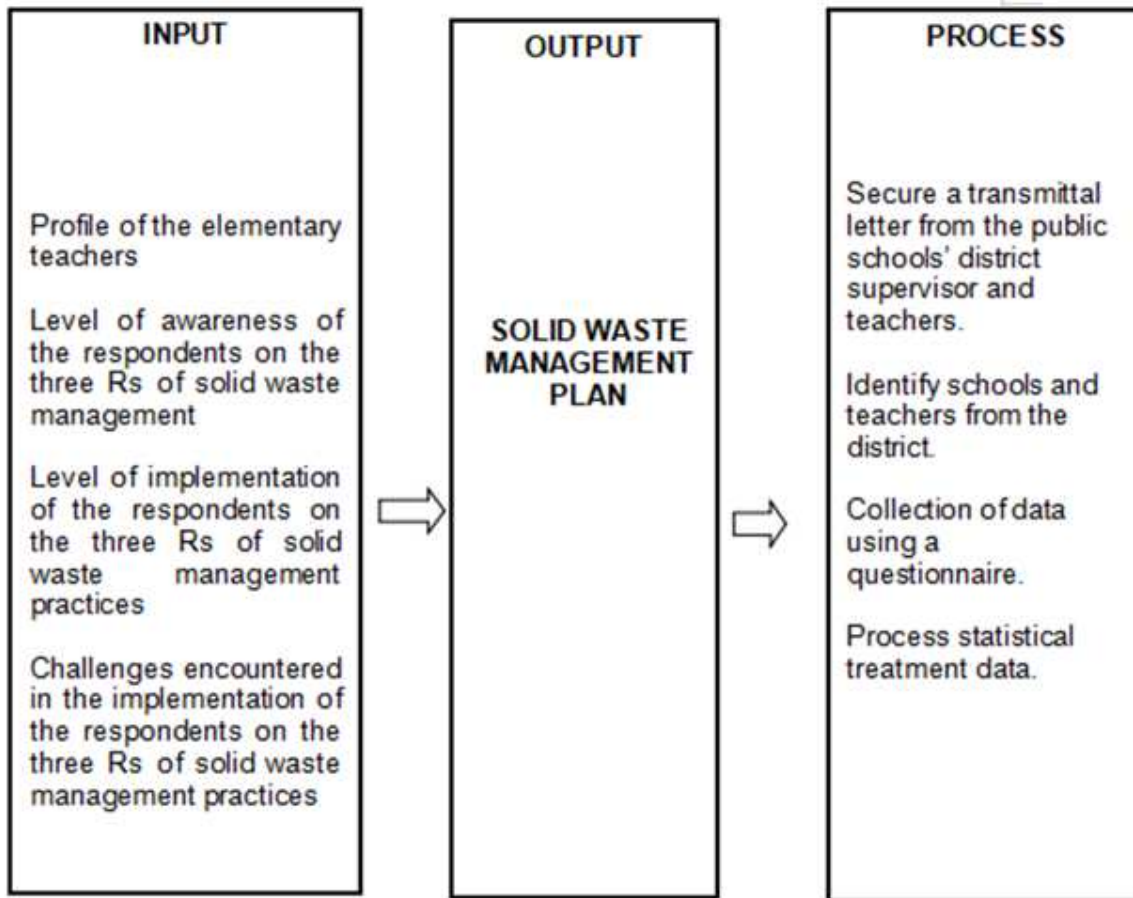 INPUT
Profile of the elementary
teachers
Level of awareness of
the respondents on the
three Rs of solid waste
management
Level of implementation
of the respondents on
the three Rs of solid
waste management
practices
Challenges encountered
in the implementation of
the respondents on the
three Rs of solid waste
management practices
OUTPUT
SOLID WASTE
MANAGEMENT
PLAN
PROCESS
Secure a transmittal
letter from the public
schools' district
supervisor and
teachers.
Identify schools and
teachers from the
district.
Collection of data
using a
questionnaire.
Process statistical
treatment data.